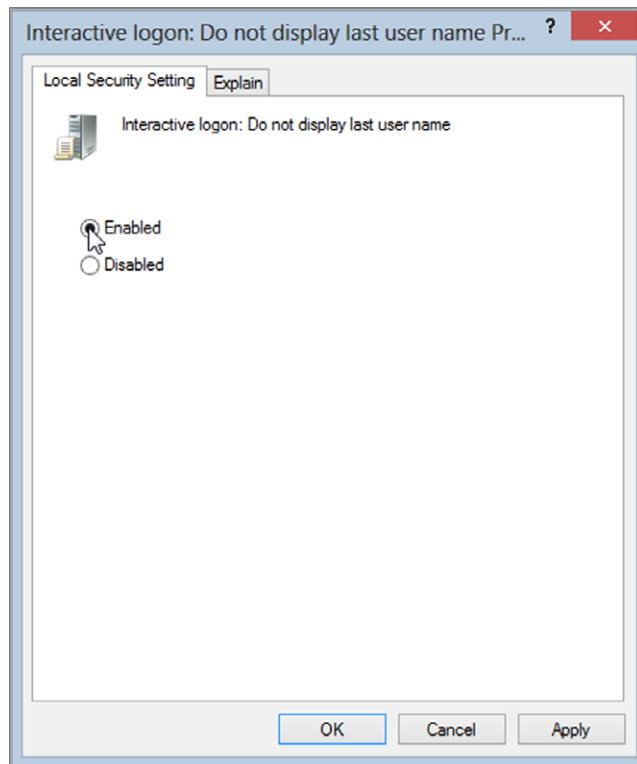 Interactive logon: Do not display last user name Pr... ?
Local Security Setting Explain
Interactive logon: Do not display last user name
Enabled
Disabled
OK Cancel Apply